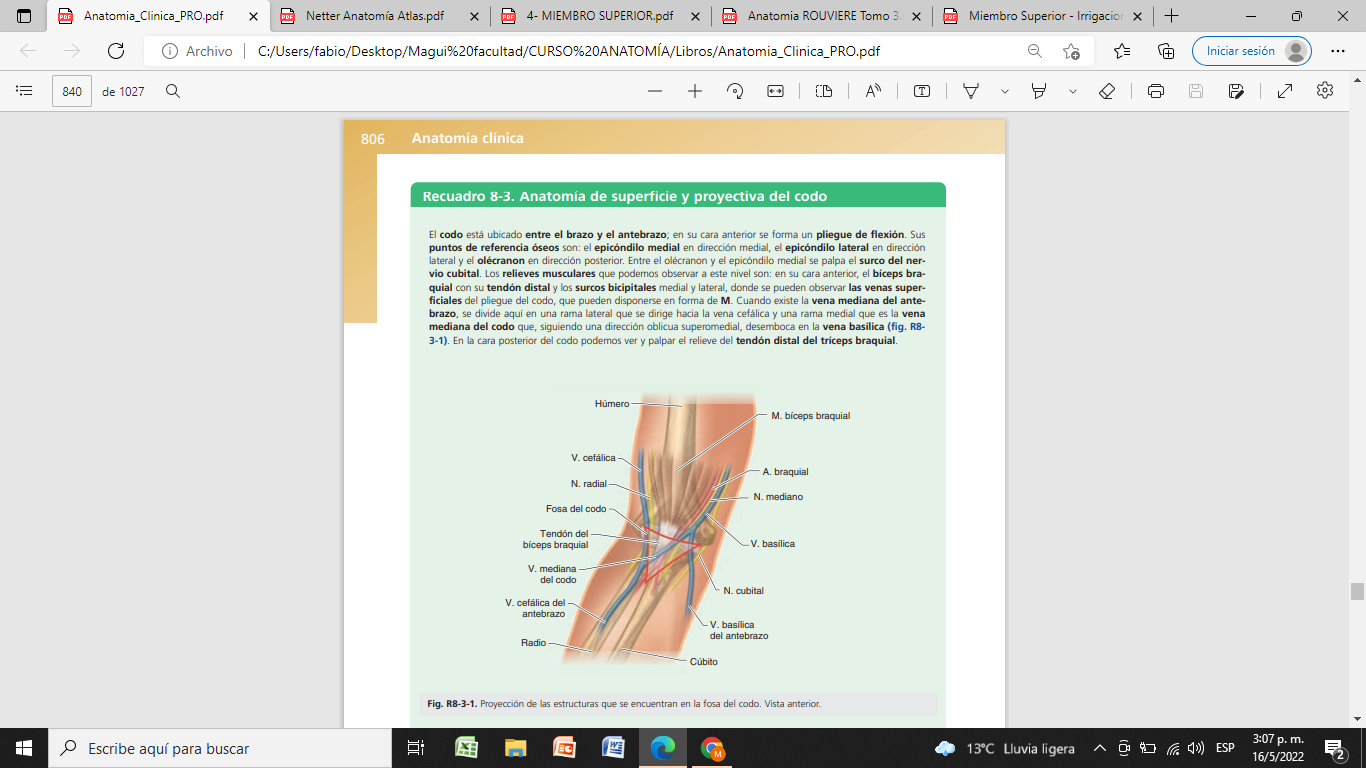 Anatomia_Clinica_PRO.pdf
Netter Anatomía Atlas.pdf
4- MIEMBRO SUPERIOR.pdf
Anatomia ROUVIERE Tomo 3.
Miembro Superior - Irrigacion
Archivo
C:/Users/fabio/Desktop/Magui%20facultad/CURSO%20ANATOMÍA/Libros/Anatomia_Clinica_PRO.pdf
Iniciar sesión
840 de 1027
806 Anatomía clínica
Recuadro 8-3. Anatomía de superficie y proyectiva del codo
El codo está ubicado entre el brazo y el antebrazo; en su cara anterior se forma un pliegue de flexión. Sus
puntos de referencia óseos son: el epicóndilo medial en dirección medial, el epicóndilo lateral en dirección
lateral y el olécranon en dirección posterior. Entre el olécranon y el epicóndilo medial se palpa el surco del ner-
vio cubital. Los relieves musculares que podemos observar a este nivel son: en su cara anterior, el bíceps bra-
quial con su tendón distal y los surcos bicipitales medial y lateral, donde se pueden observar las venas super-
ficiales del pliegue del codo, que pueden disponerse en forma de M. Cuando existe la vena mediana del ante-
brazo, se divide aquí en una rama lateral que se dirige hacia la vena cefálica y una rama medial que es la vena
mediana del codo que, siguiendo una dirección oblicua superomedial, desemboca en la vena basílica (fig. R8-
3-1). En la cara posterior del codo podemos ver y palpar el relieve del tendón distal del tríceps braquial.
Húmero
M. bíceps braquial
V. cefálica
A. braquial
N. radial
N. mediano
Fosa del codo
Tendón del
bíceps braquial
V. basílica
V. mediana
del codo
N. cubital
V. cefálica del
antebrazo
V. basílica
del antebrazo
Radio
Cúbito
Fig. R8-3-1. Proyección de las estructuras que se encuentran en la fosa del codo. Vista anterior.
Escribe aquí para buscar
13°C Lluvia ligera
ESP
3:07 p. m.
16/5/2022
2